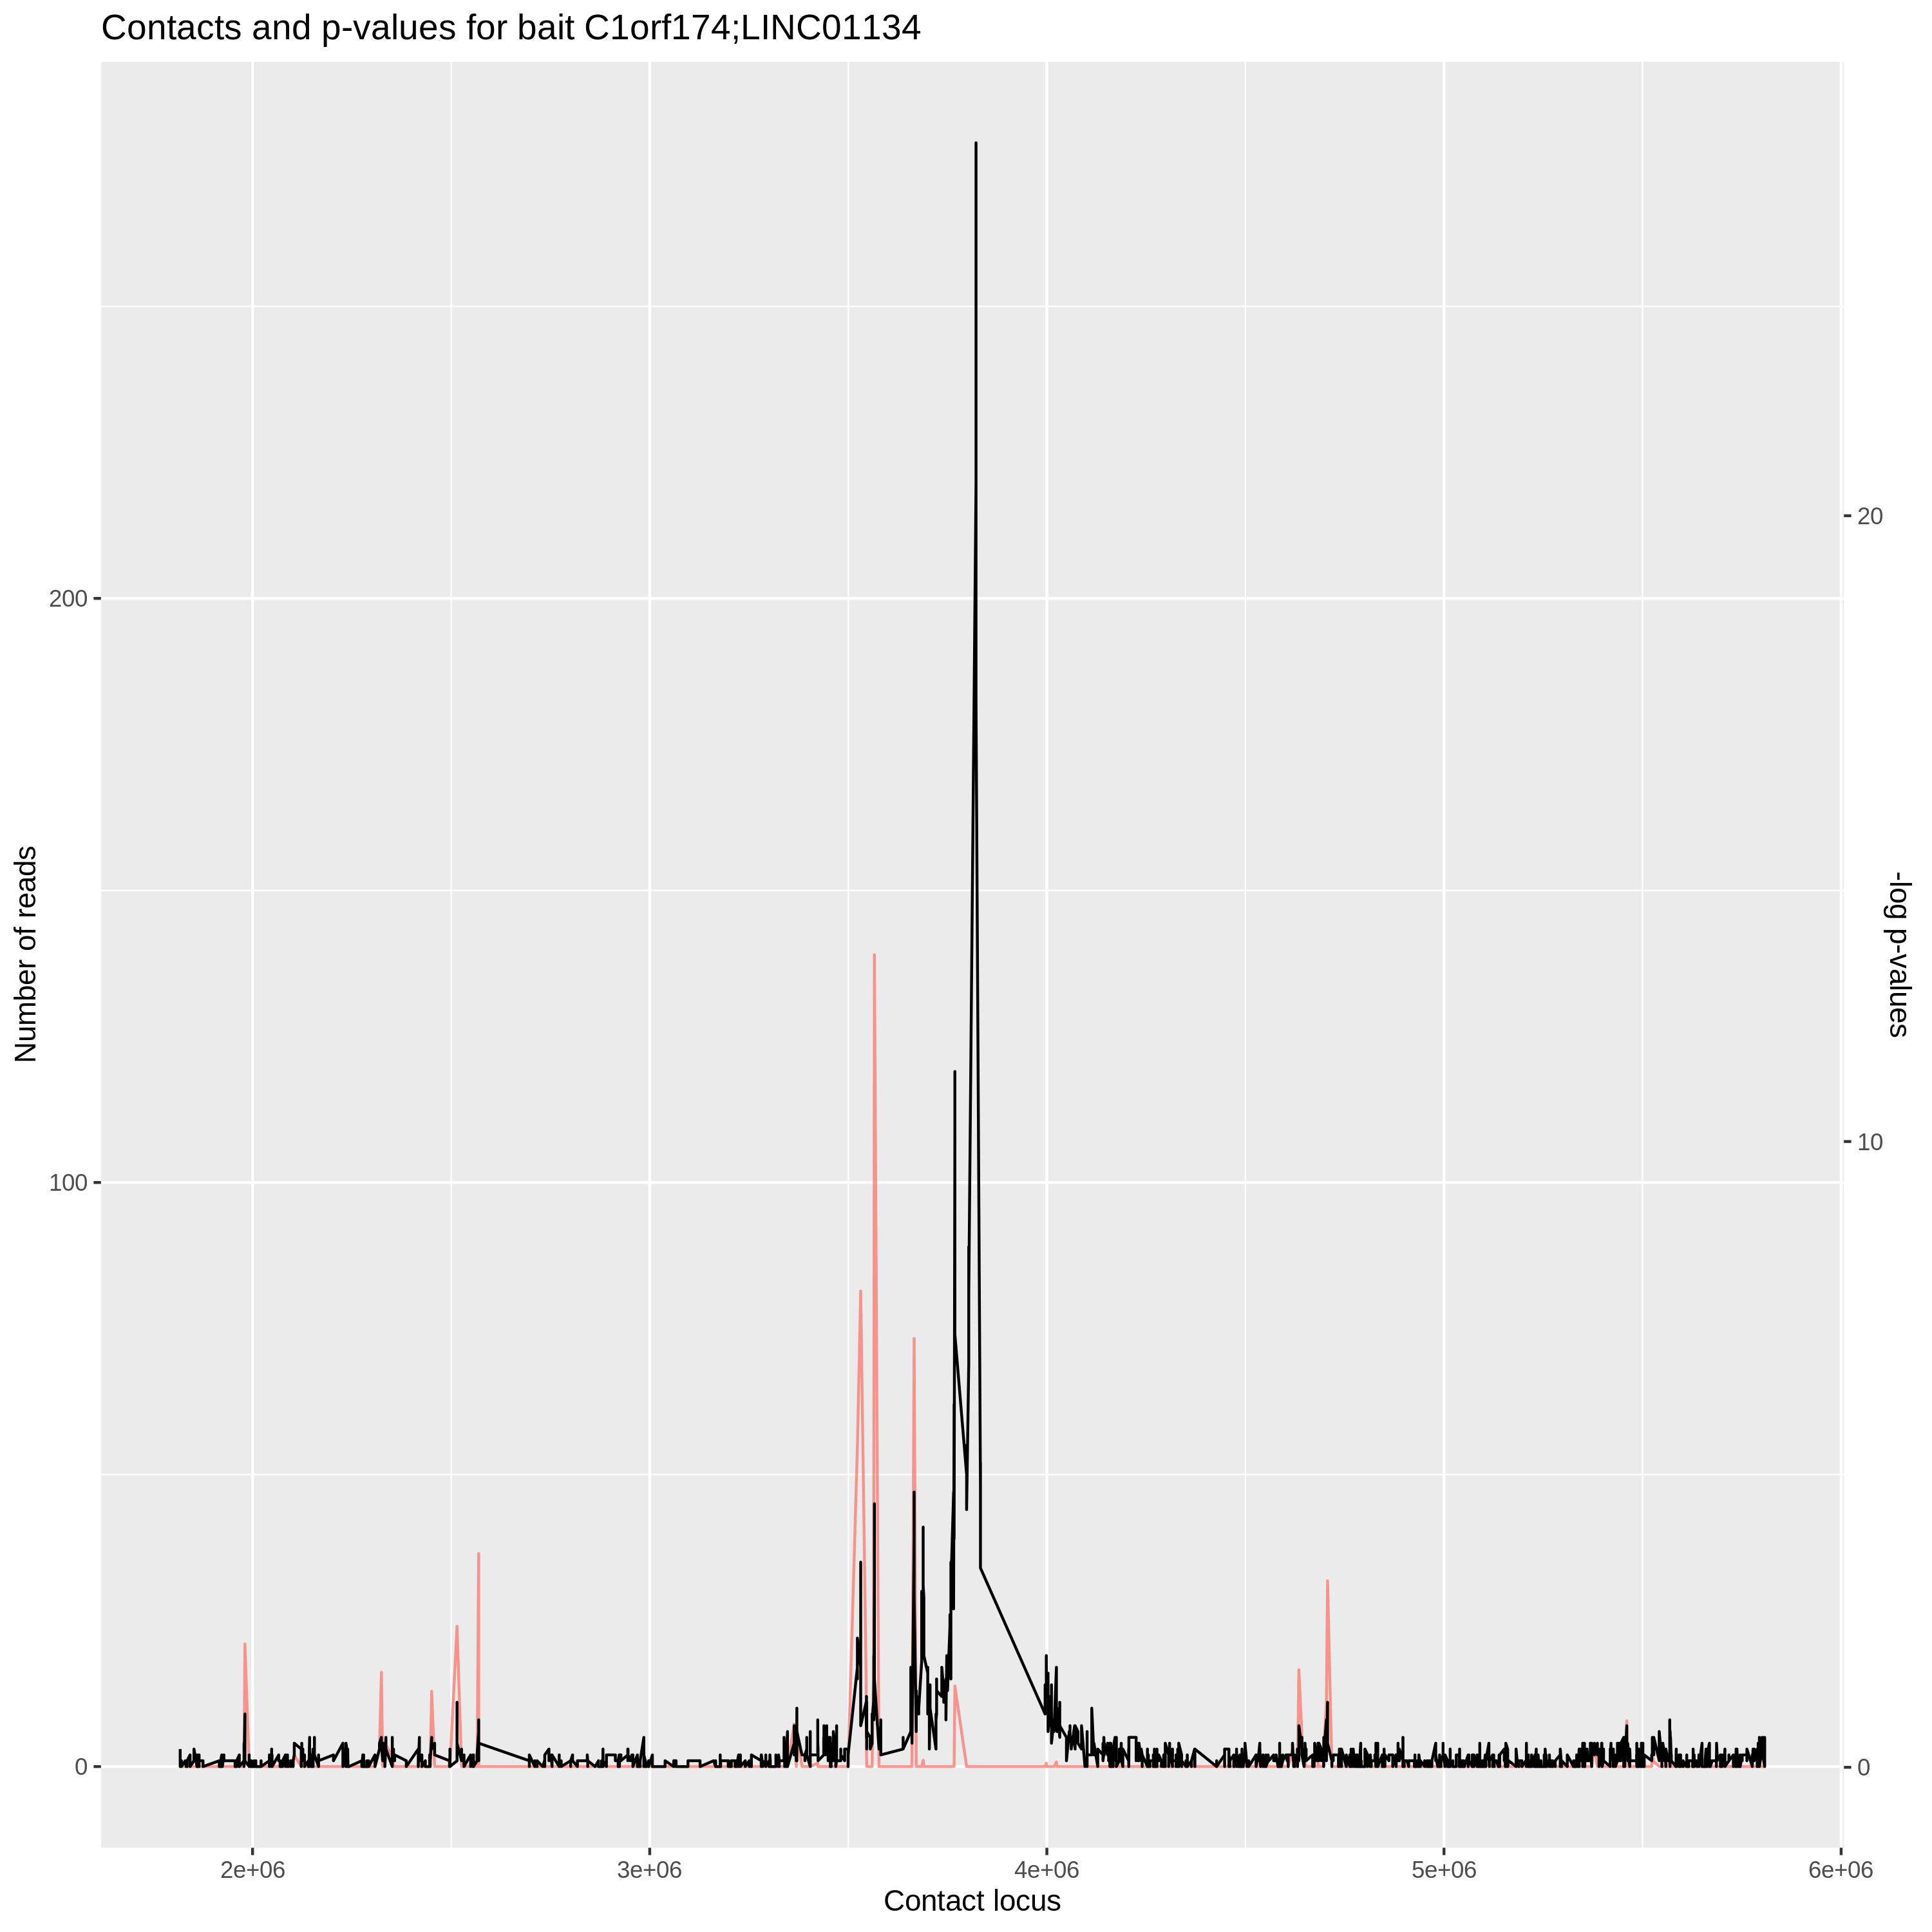 Contacts and p-values for bait C1orf174;LINC01134
Number of reads
200
100
0
20
10
0
-log p-values
2e+06 3e+06 4e+06 5e+06 6e+06
Contact locus